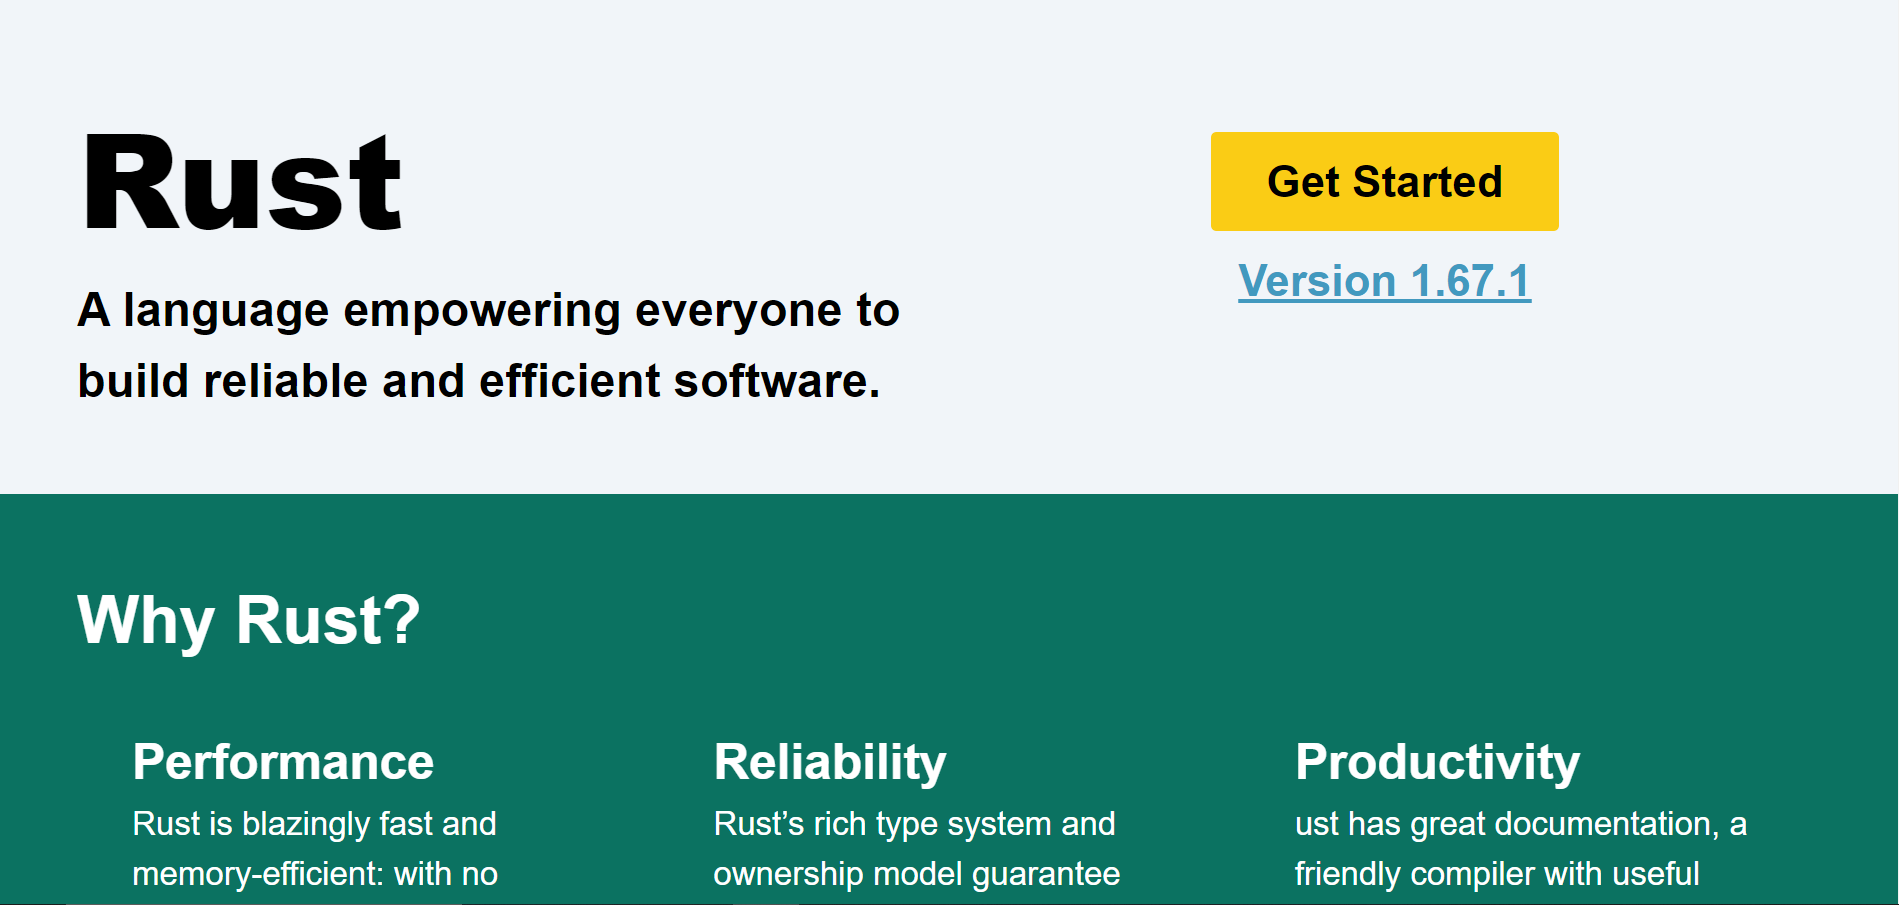 Rust
A language empowering everyone to
build reliable and efficient software.
Get Started
Version 1.67.1
Why Rust?
Performance
Rust is blazingly fast and
memory-efficient: with no
Reliability
Rust’s rich type system and
ownership model guarantee
Productivity
ust has great documentation, a
friendly compiler with useful